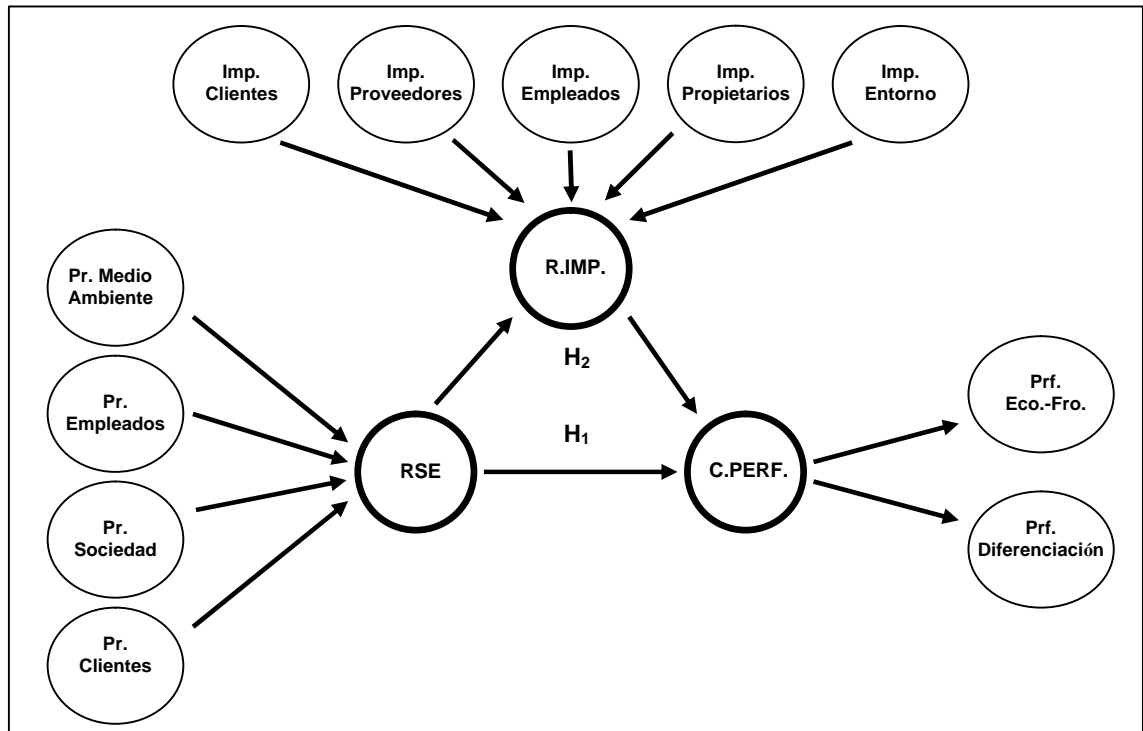 Imp.
Clientes
Imp.
Proveedores
Imp.
Empleados
Imp.
Propietarios
Imp.
Entorno
R.IMP.
Pr. Medio
Ambiente
Pr.
Empleados
Pr.
Sociedad
Pr.
Clientes
H₂
H₁
RSE
C.PERF.
Prf.
Eco.-Fro.
Prf.
Diferenciación